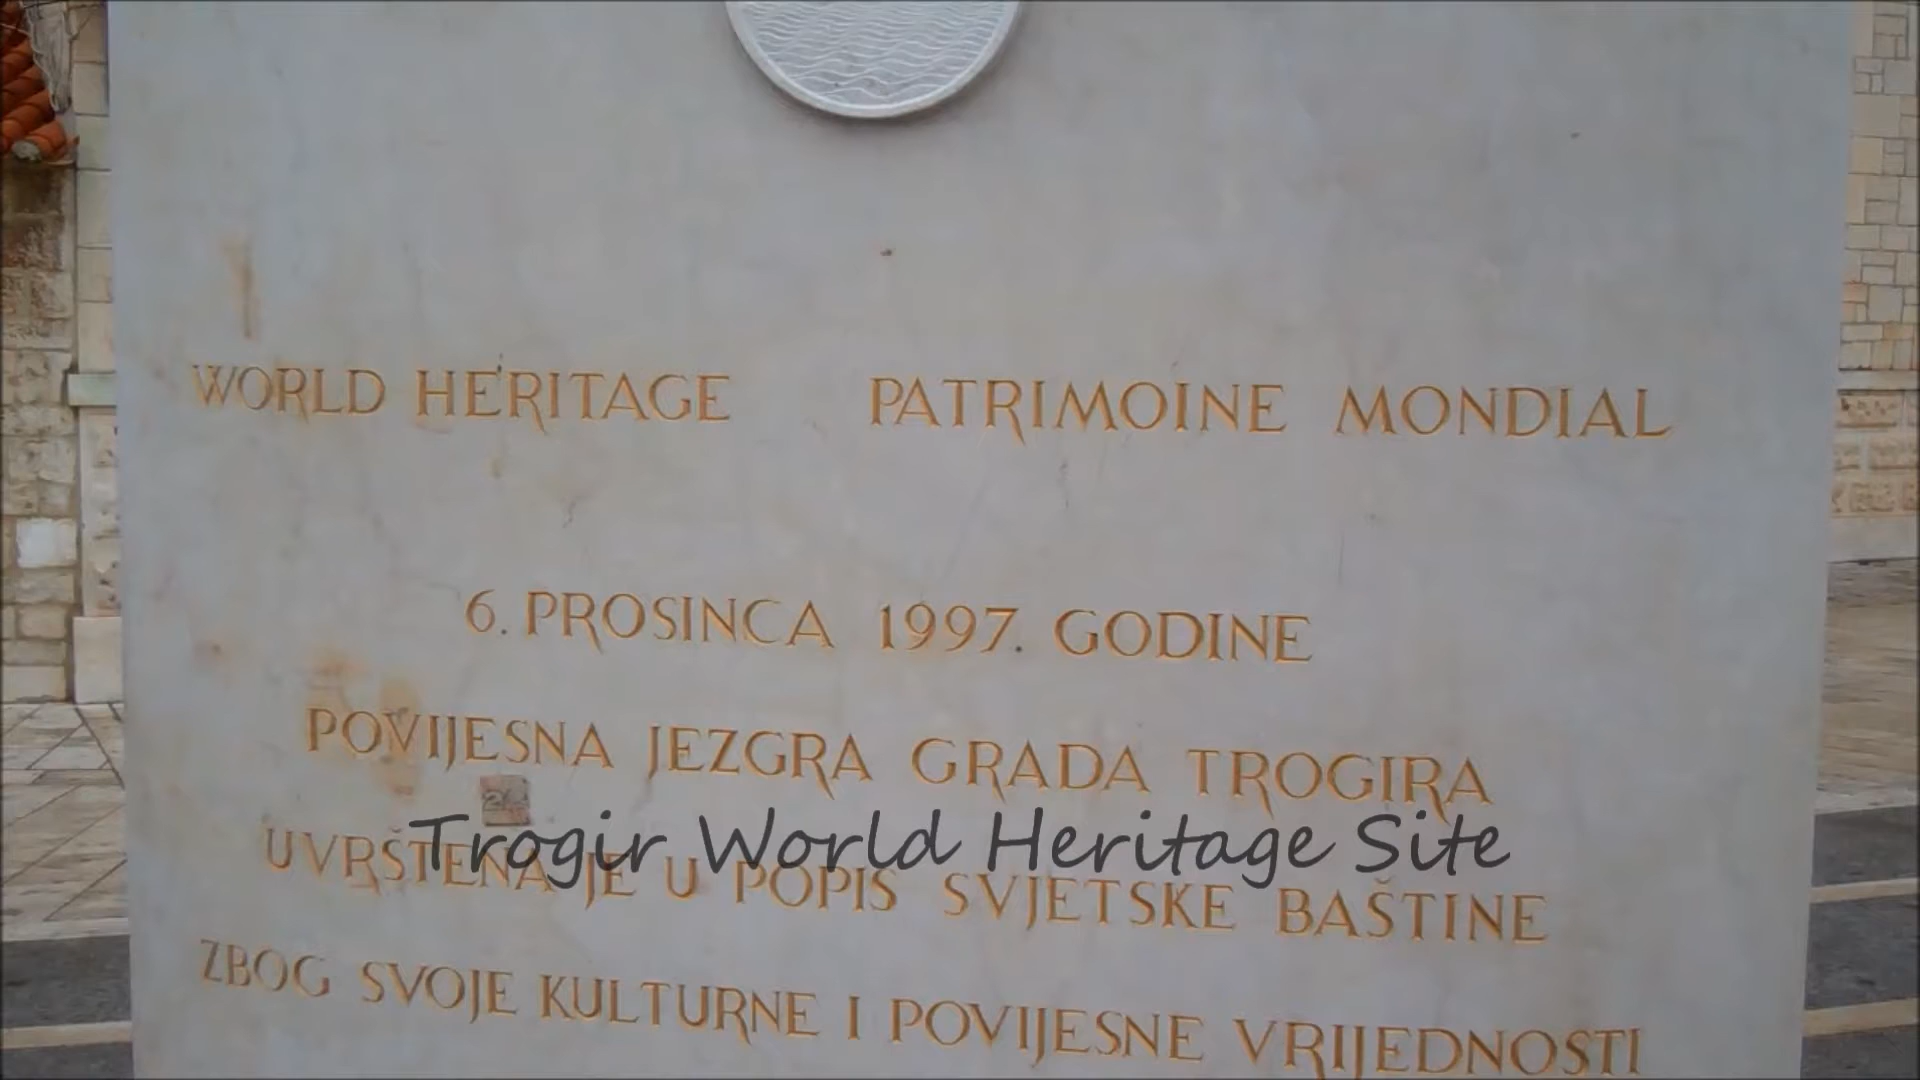 WORLD HERITAGE PATRIMOINE MONDIAL
6. PROSINCA 1997. GODINE
POVIJESNA JEZGRA GRADA TROGIRA
Trogir World Heritage Site
UVRŠTENA JE U POPIS SVJETSKE BAŠTINE
ZBOG SVOJE KULTURNE I POVIJESNE VRIJEDNOSTI